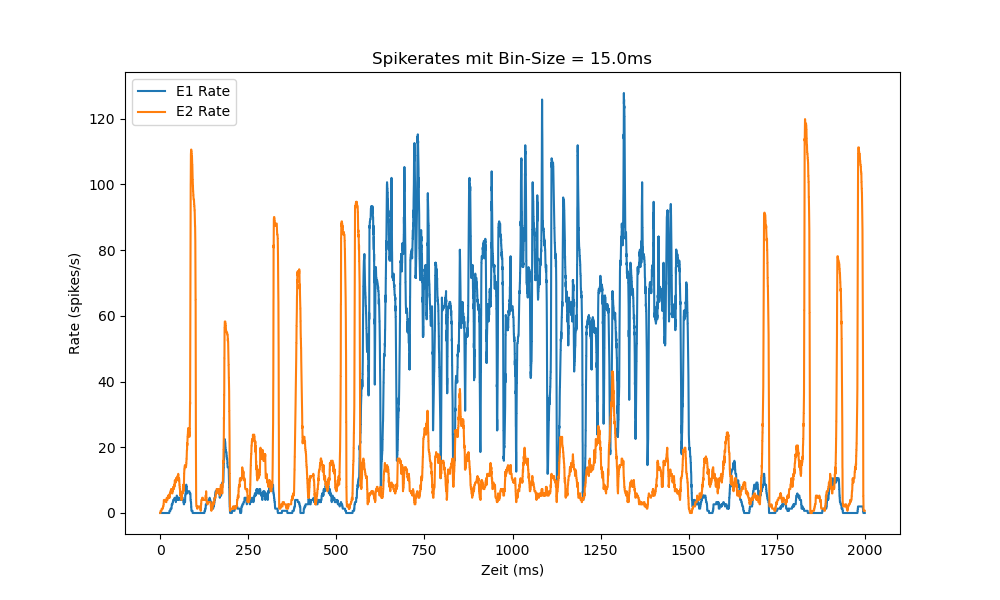 Spikerates mit Bin-Size = 15.0ms
E1 Rate
E2 Rate
Rate (spikes/s)
120
100
80
60
40
20
0
0 250 500 750 1000 1250 1500 1750 2000
Zeit (ms)